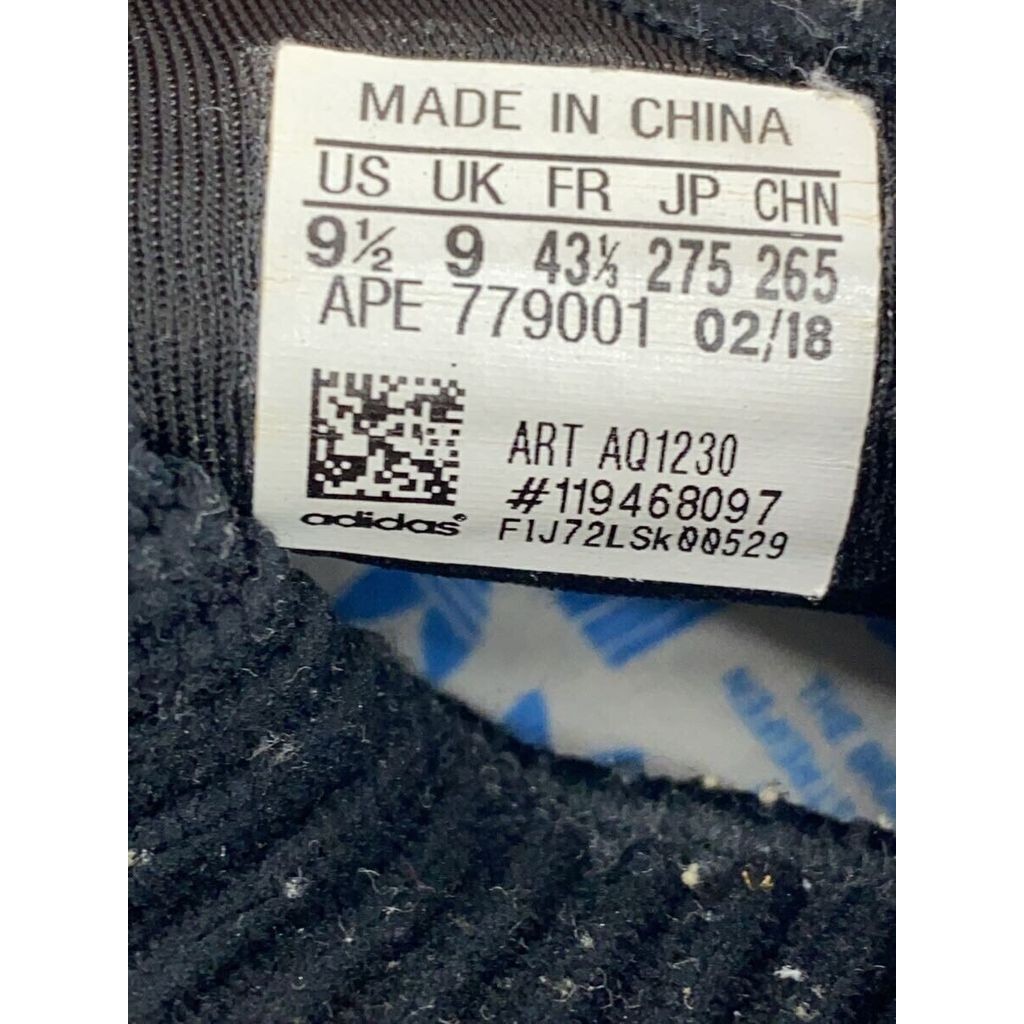 MADE IN CHINA
US UK FR JP CHN
9½ 9 43⅓ 275 265
APE 779001 02/18
ART AQ1230
#119468097
adidas®
F1J72LSk00529